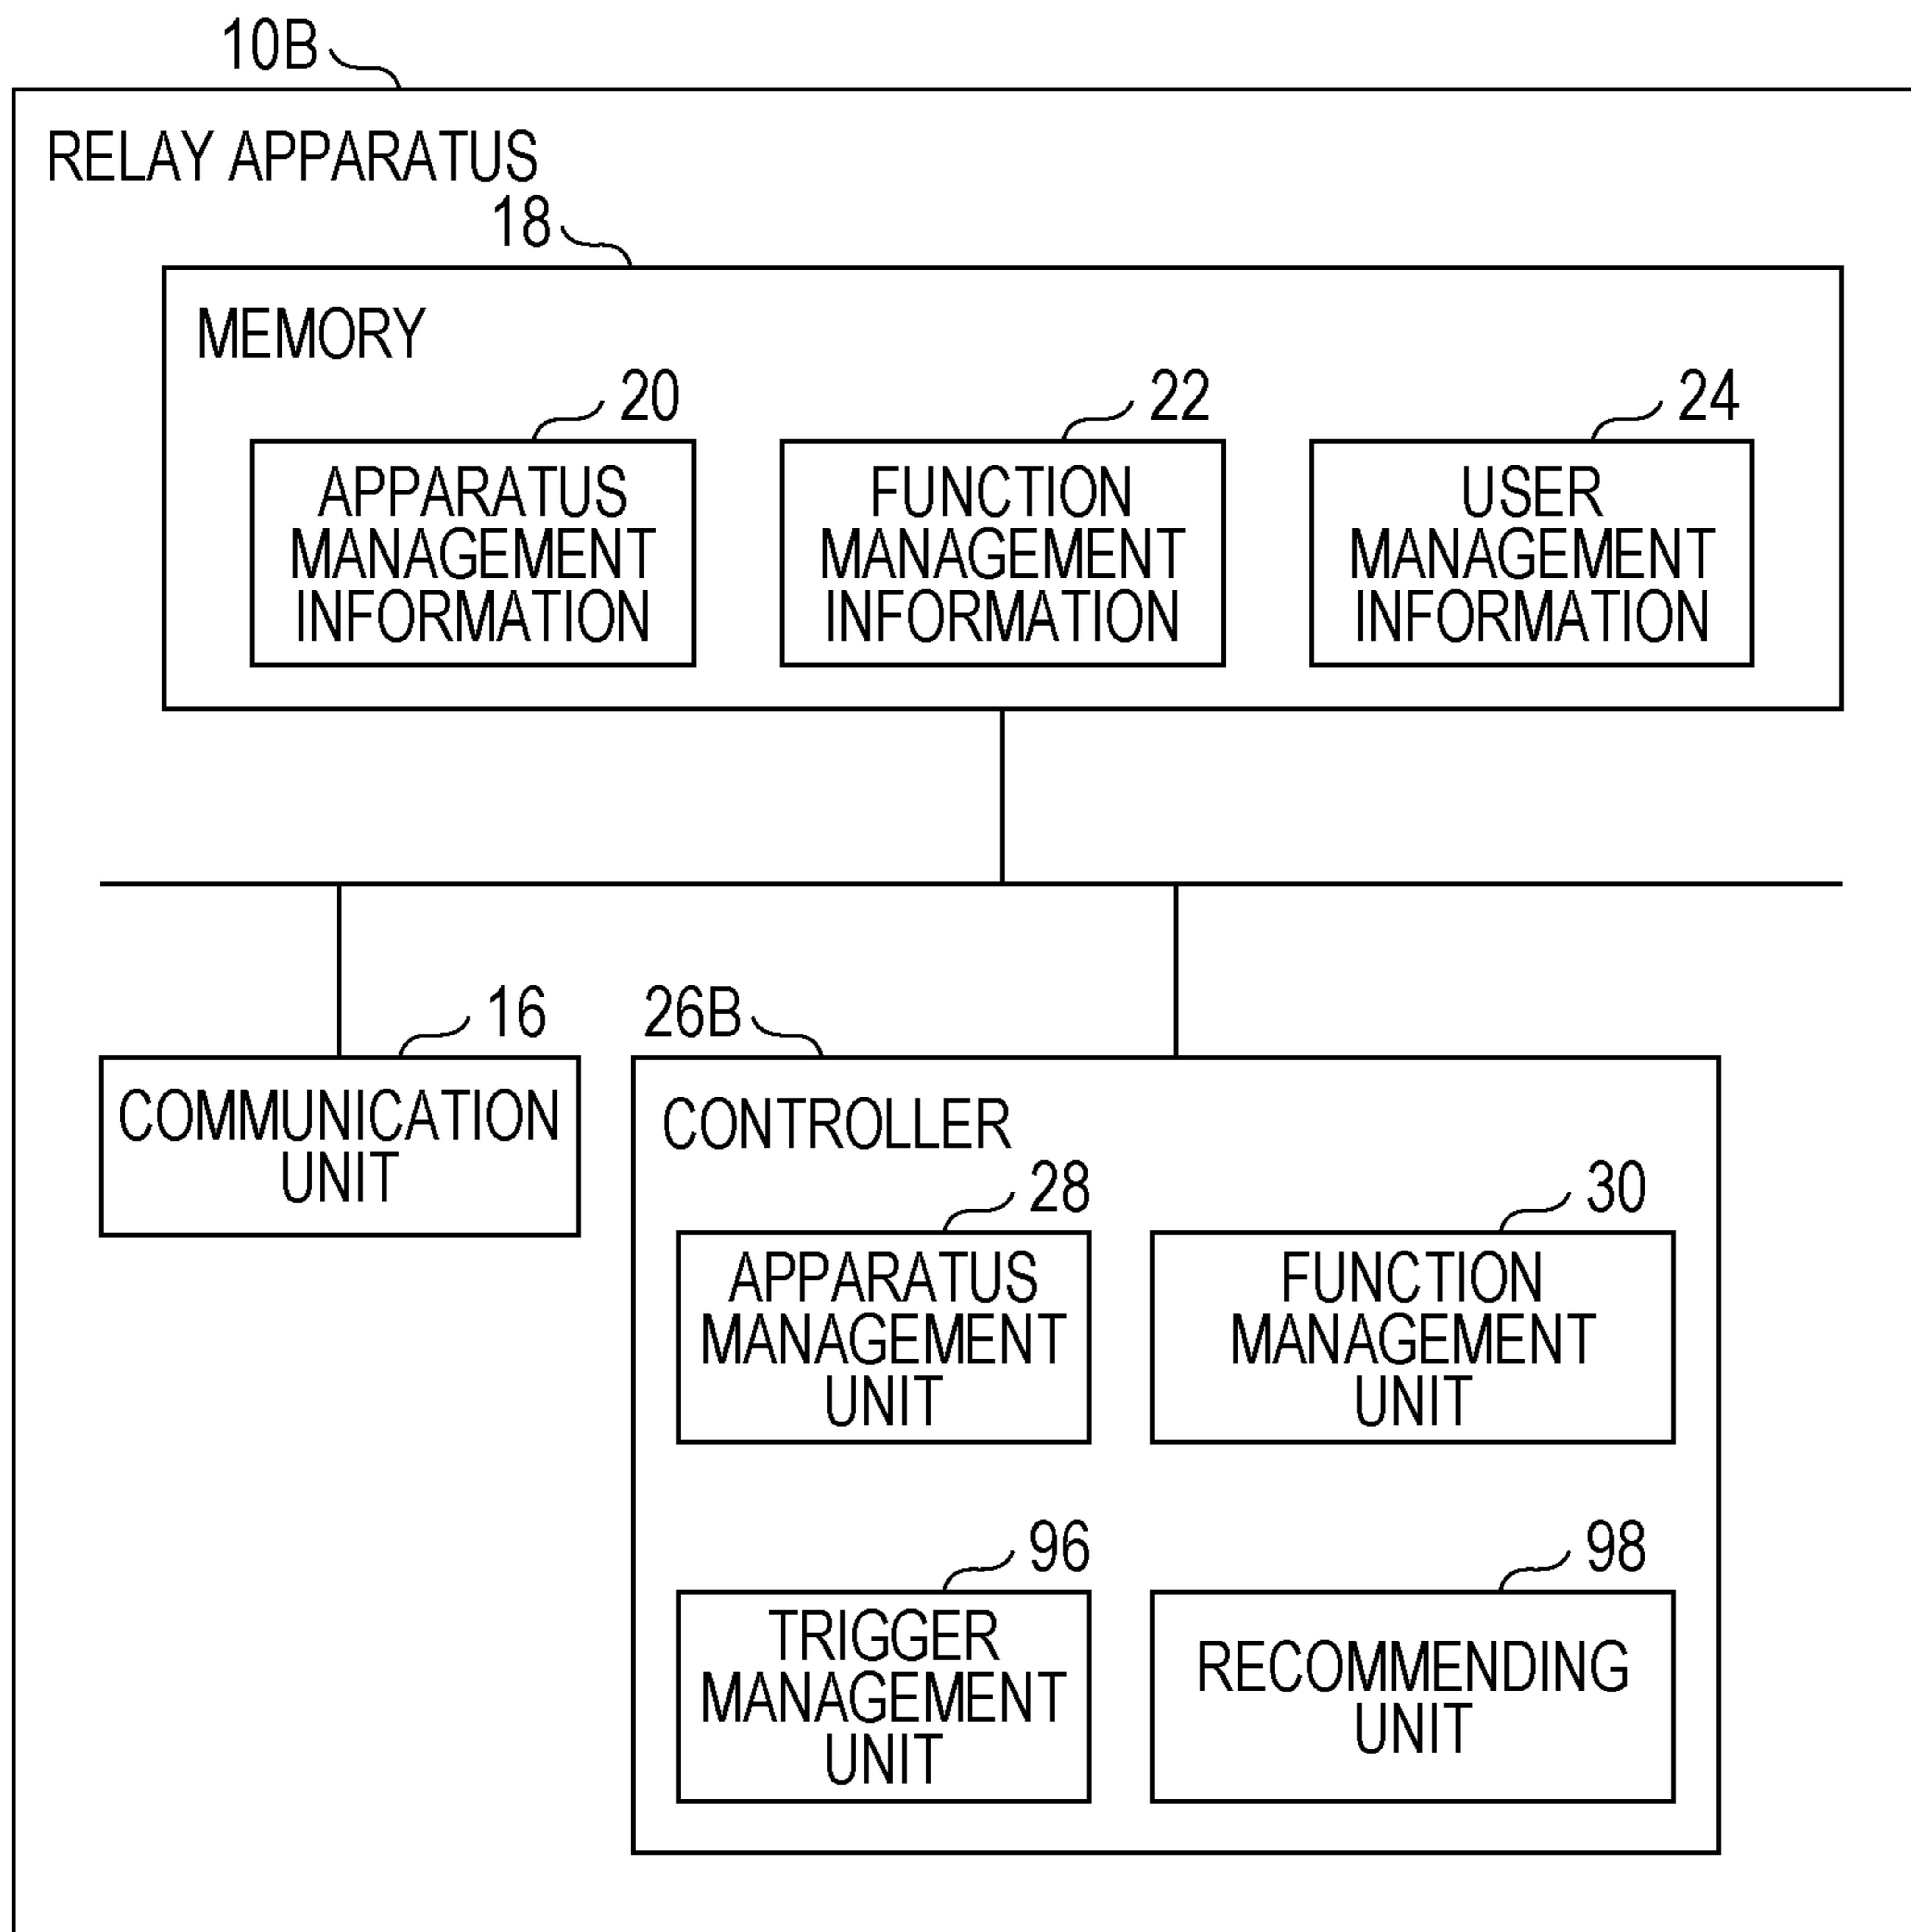 10B
RELAY APPARATUS
18
MEMORY
20
22
24
APPARATUS
MANAGEMENT
INFORMATION
FUNCTION
MANAGEMENT
INFORMATION
USER
MANAGEMENT
INFORMATION
16
26B
COMMUNICATION
UNIT
CONTROLLER
28
30
APPARATUS
MANAGEMENT
UNIT
FUNCTION
MANAGEMENT
UNIT
96
98
TRIGGER
MANAGEMENT
UNIT
RECOMMENDING
UNIT